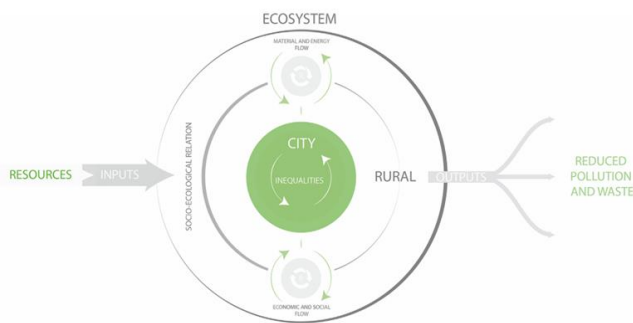 ECOSYSTEM
MATERIAL AND ENERGY
FLOW
CITY
INEQUALITIES
SOCIO-ECOLOGICAL RELATION
RESOURCES
INPUTS
RURAL
OUTPUTS
REDUCED
POLLUTION
AND WASTE
ECONOMIC AND SOCIAL
FLOW